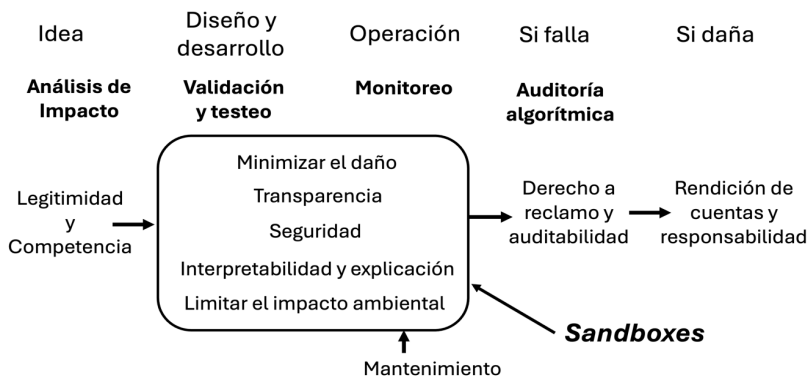 Idea
Diseño y
desarrollo
Operación
Si falla
Si daña
Análisis de
Impacto
Validación
y testeo
Monitoreo
Auditoría
algorítmica
Legitimidad
y
Competencia
Minimizar el daño
Transparencia
Seguridad
Interpretabilidad y explicación
Limitar el impacto ambiental
Derecho a
reclamo y
auditabilidad
Rendición de
cuentas y
responsabilidad
Sandboxes
Mantenimiento